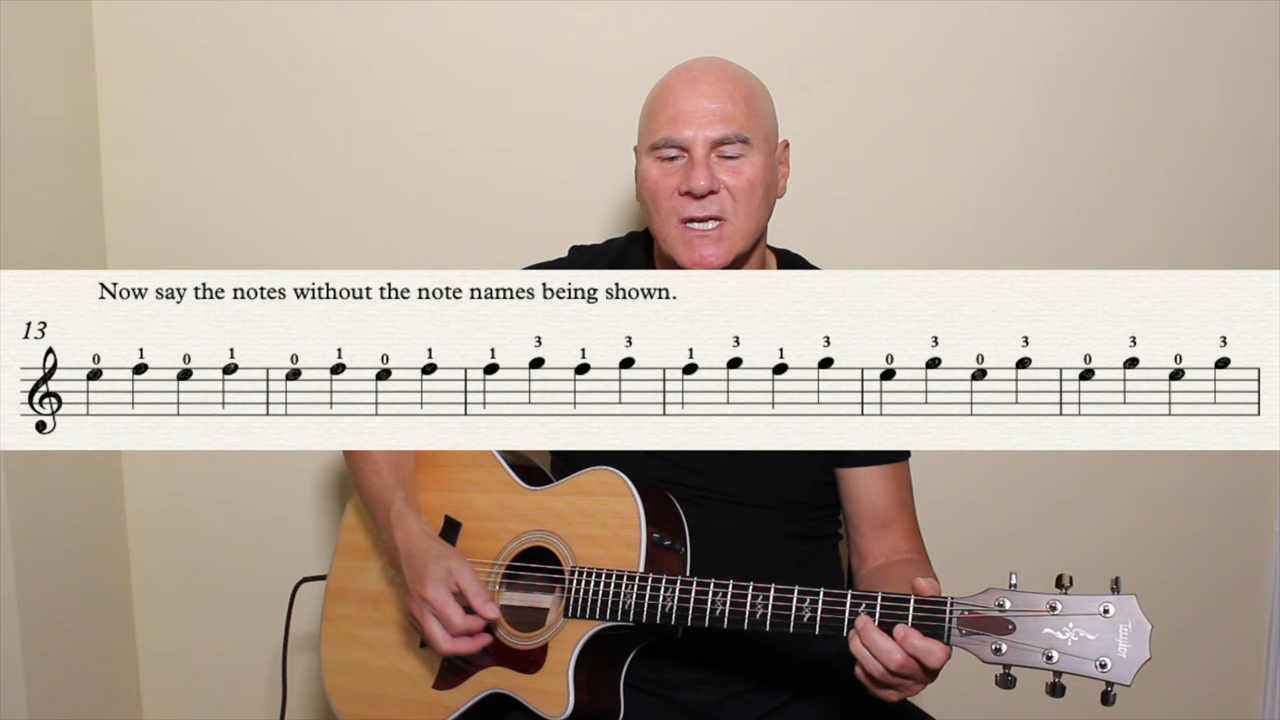 Now say the notes without the note names being shown.
13
0 1 0 1 0 1 0 1 1 3 1 3 1 3 1 3 0 3 0 3 0 3 0 3
Taylor